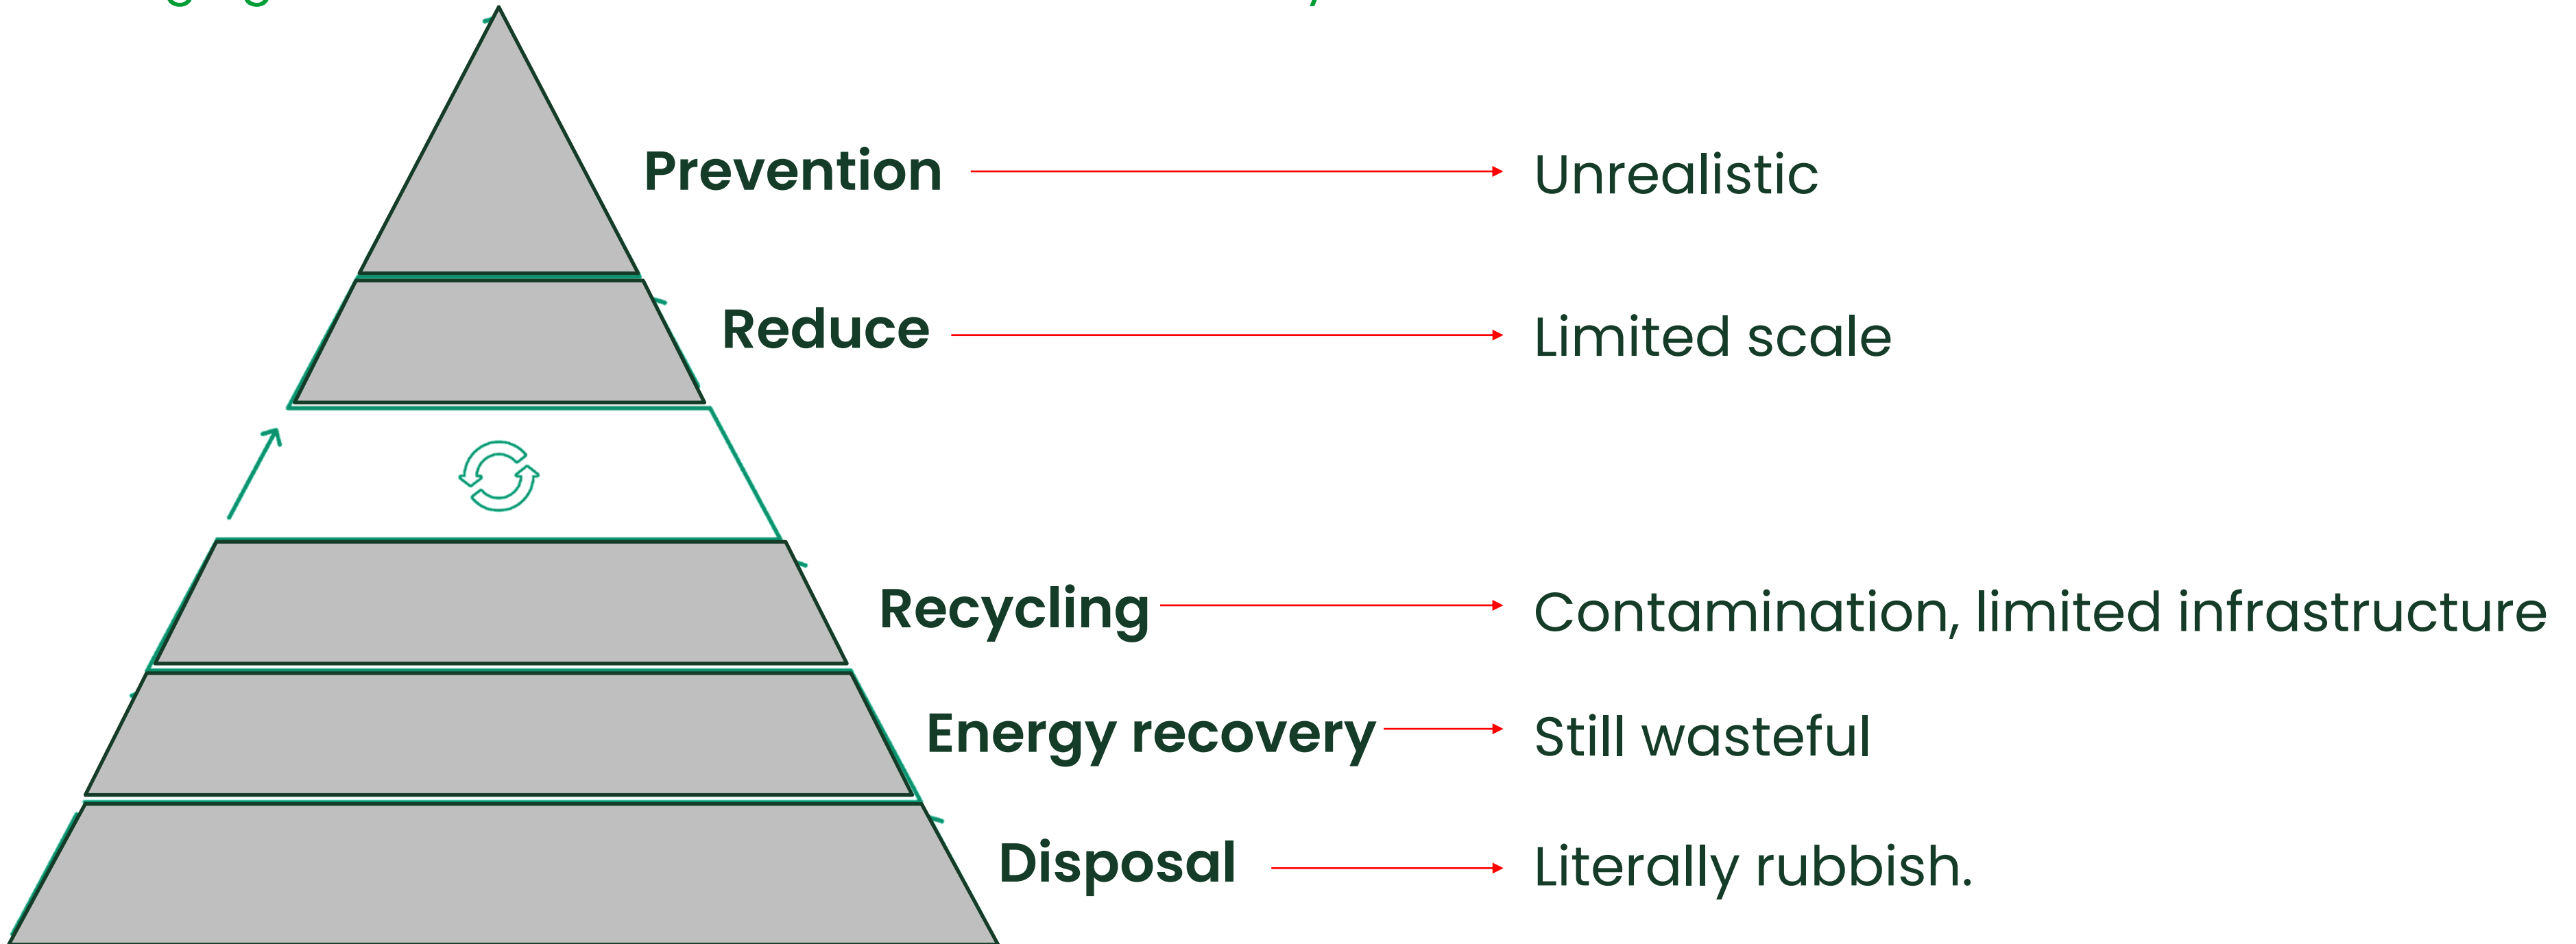 Prevention
Unrealistic
Reduce
Limited scale
Recycling
Contamination, limited infrastructure
Energy recovery
Still wasteful
Disposal
Literally rubbish.